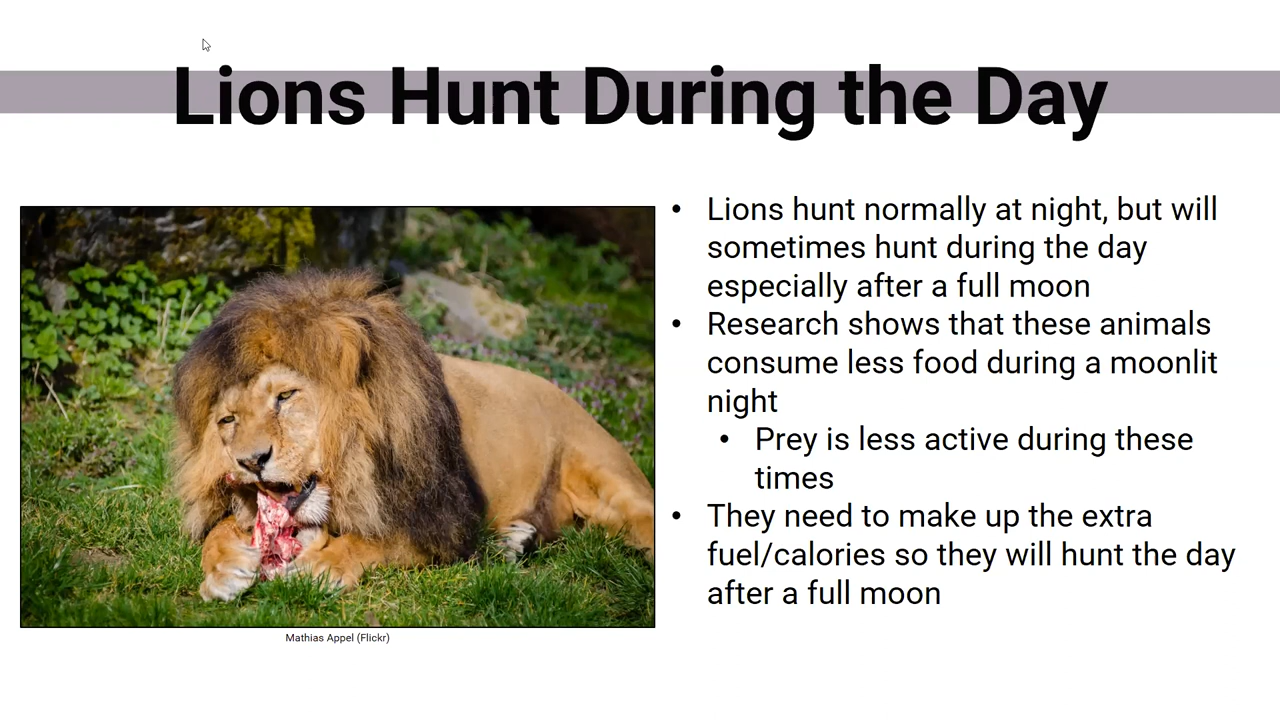 Lions Hunt During the Day
• Lions hunt normally at night, but will
sometimes hunt during the day
especially after a full moon
• Research shows that these animals
consume less food during a moonlit
night
• Prey is less active during these
times
• They need to make up the extra
fuel/calories so they will hunt the day
after a full moon
Mathias Appel (Flickr)